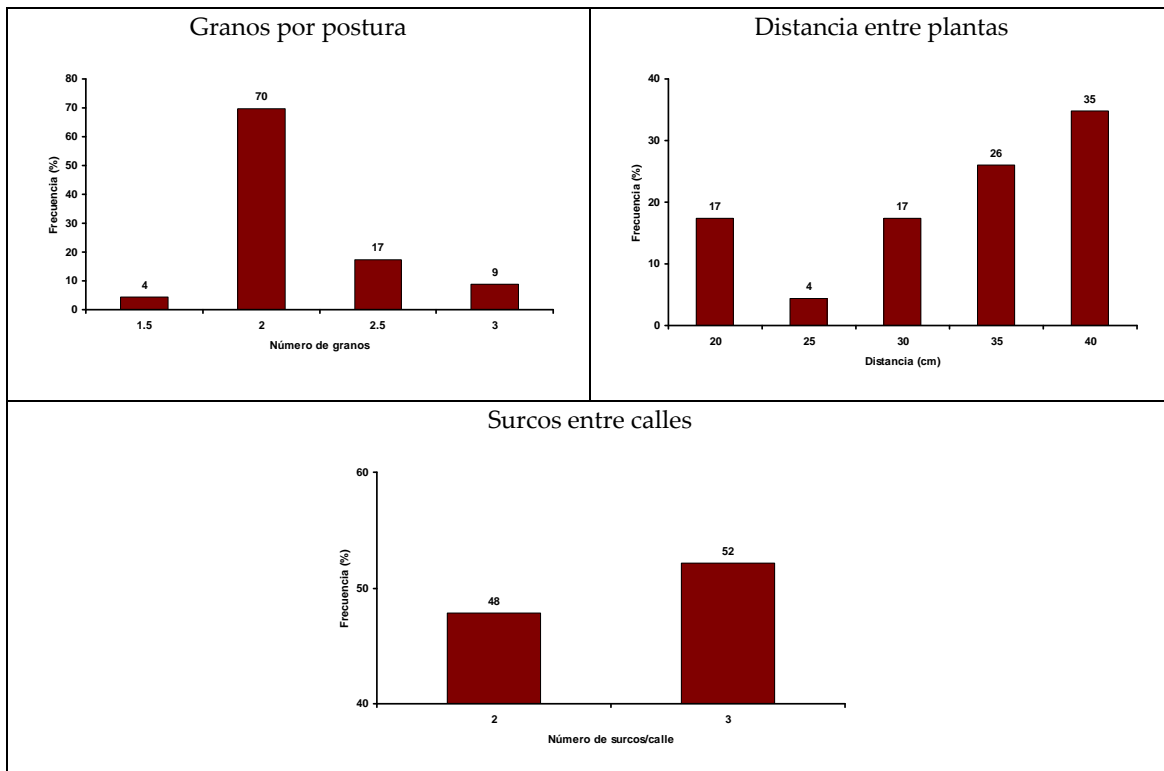 Granos por postura
80
70
60
50
40
30
20
10
0
Frecuencia (%)
4
70
17
9
1.5 2 2.5 3
Número de granos
Distancia entre plantas
40
30
20
10
0
Frecuencia (%)
17
4
17
26
35
20 25 30 35 40
Distancia (cm)
Surcos entre calles
60
50
40
Frecuencia (%)
48
52
2 3
Número de surcos/calle